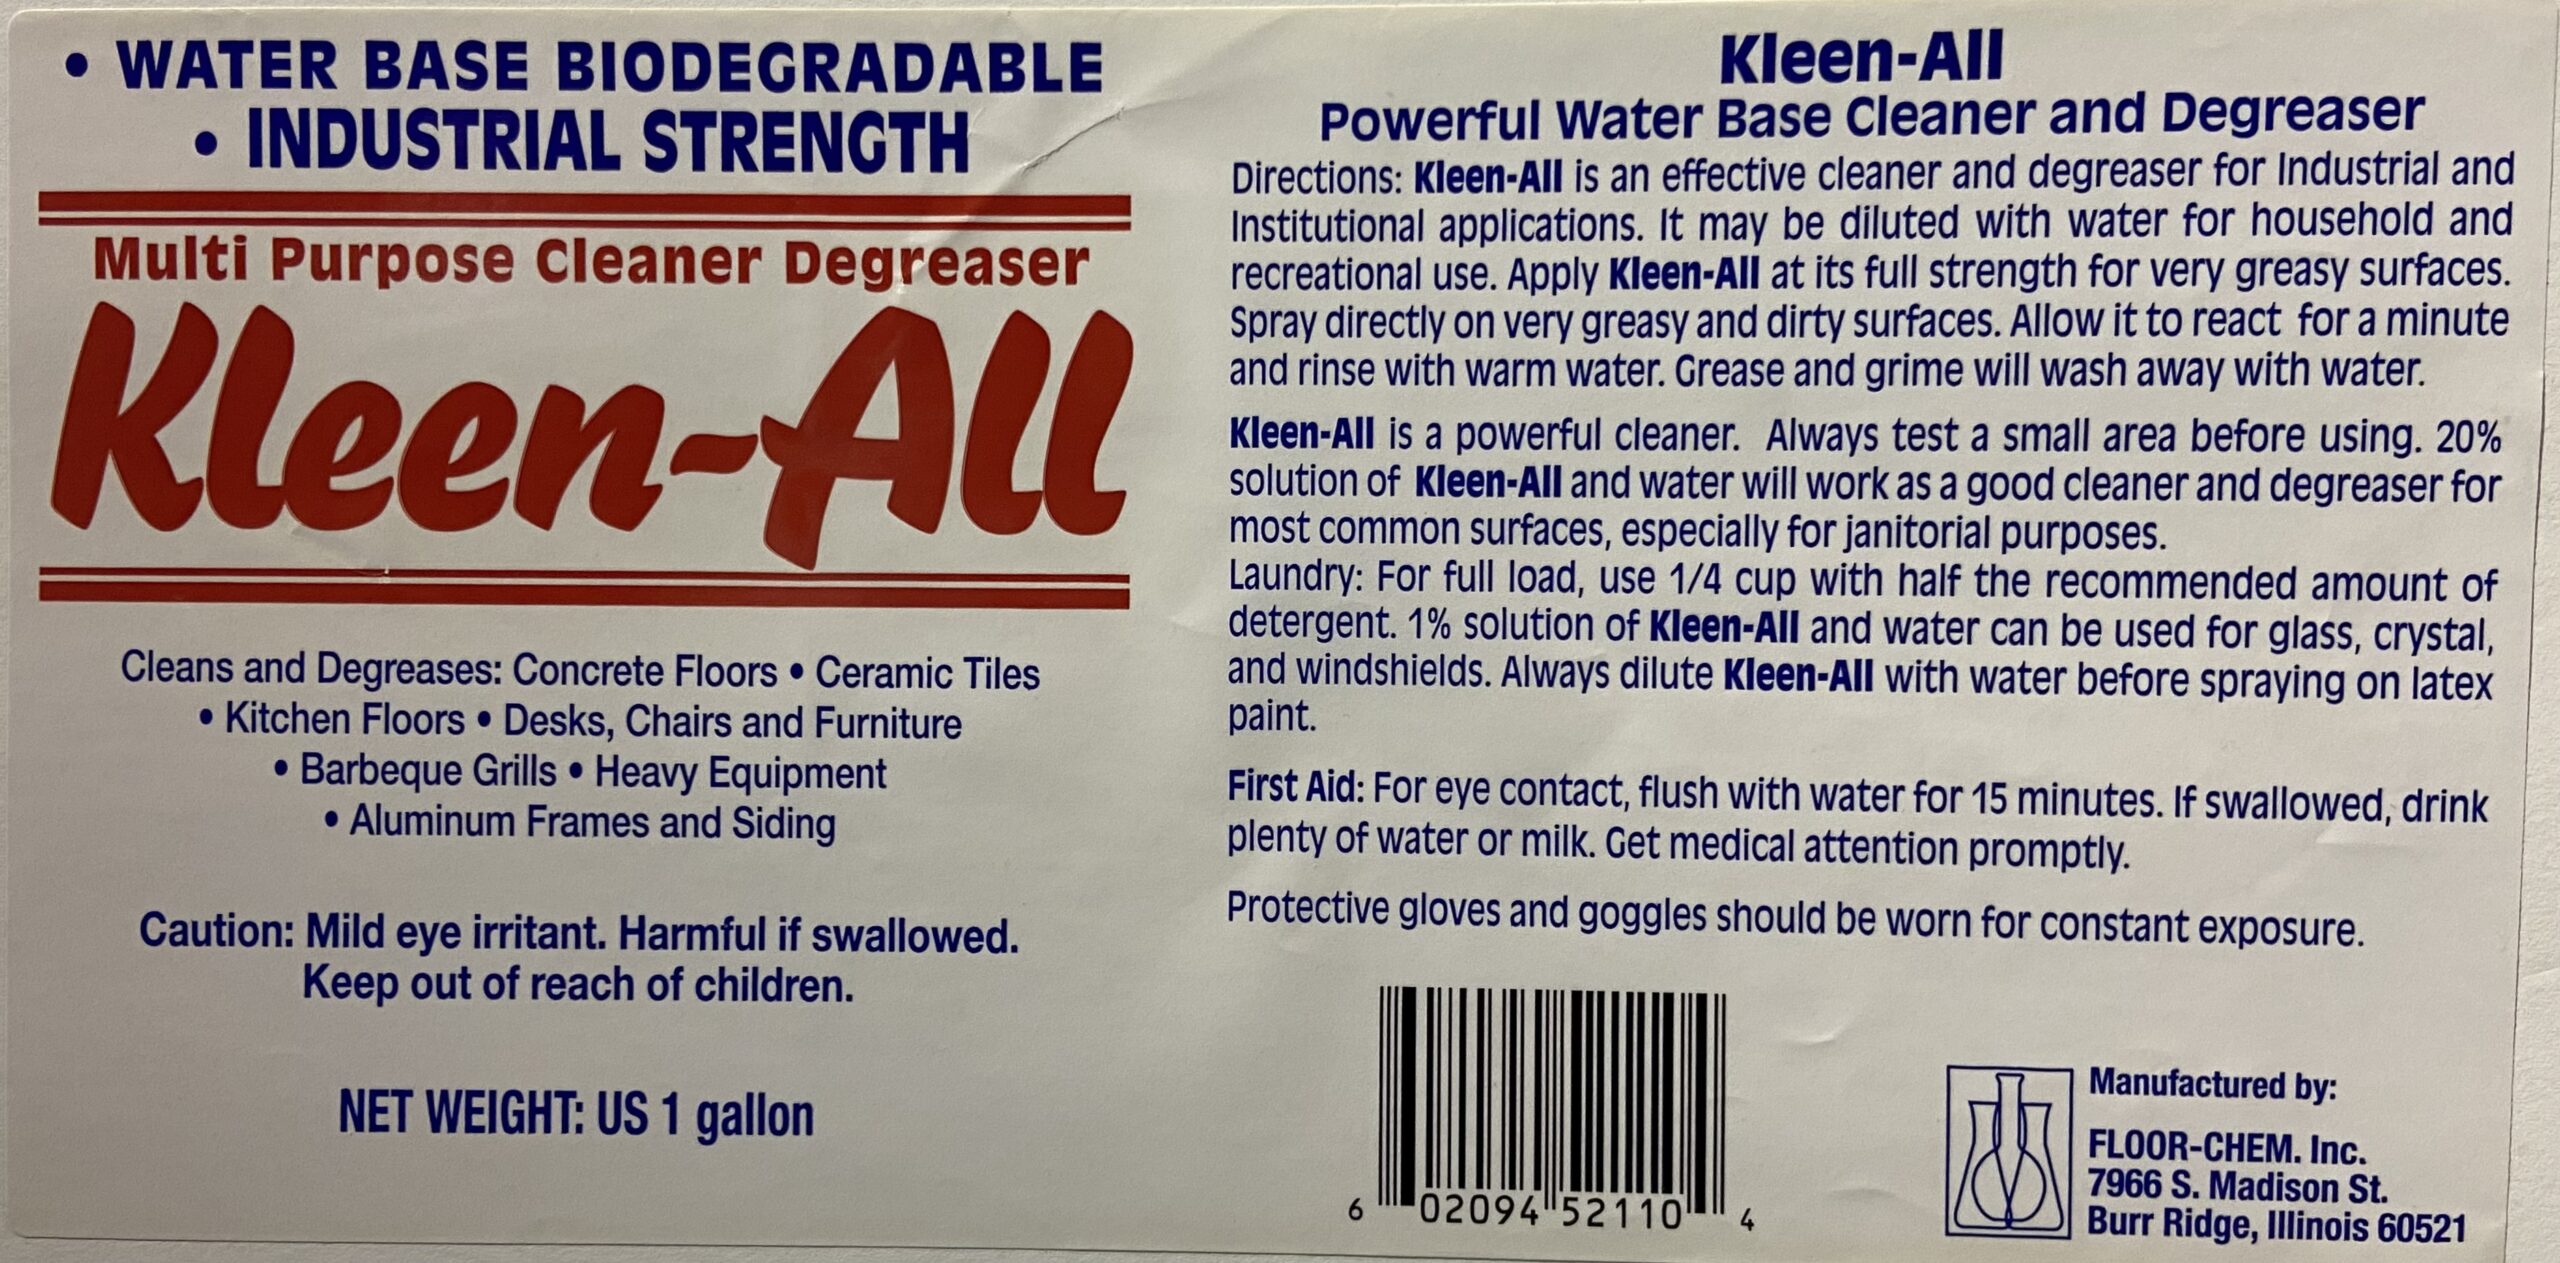 • WATER BASE BIODEGRADABLE
• INDUSTRIAL STRENGTH
Multi Purpose Cleaner Degreaser
Kleen-All
Cleans and Degreases: Concrete Floors • Ceramic Tiles
• Kitchen Floors • Desks, Chairs and Furniture
• Barbeque Grills • Heavy Equipment
• Aluminum Frames and Siding
Caution: Mild eye irritant. Harmful if swallowed.
Keep out of reach of children.
NET WEIGHT: US 1 gallon
Kleen-All
Powerful Water Base Cleaner and Degreaser
Directions: Kleen-All is an effective cleaner and degreaser for Industrial and
Institutional applications. It may be diluted with water for household and
recreational use. Apply Kleen-All at its full strength for very greasy surfaces.
Spray directly on very greasy and dirty surfaces. Allow it to react for a minute
and rinse with warm water. Grease and grime will wash away with water.
Kleen-All is a powerful cleaner. Always test a small area before using. 20%
solution of Kleen-All and water will work as a good cleaner and degreaser for
most common surfaces, especially for janitorial purposes.
Laundry: For full load, use 1/4 cup with half the recommended amount of
detergent. 1% solution of Kleen-All and water can be used for glass, crystal,
and windshields. Always dilute Kleen-All with water before spraying on latex
paint.
First Aid: For eye contact, flush with water for 15 minutes. If swallowed, drink
plenty of water or milk. Get medical attention promptly.
Protective gloves and goggles should be worn for constant exposure.
6 02094 52110 4
Manufactured by:
FLOOR-CHEM. Inc.
7966 S. Madison St.
Burr Ridge, Illinois 60521